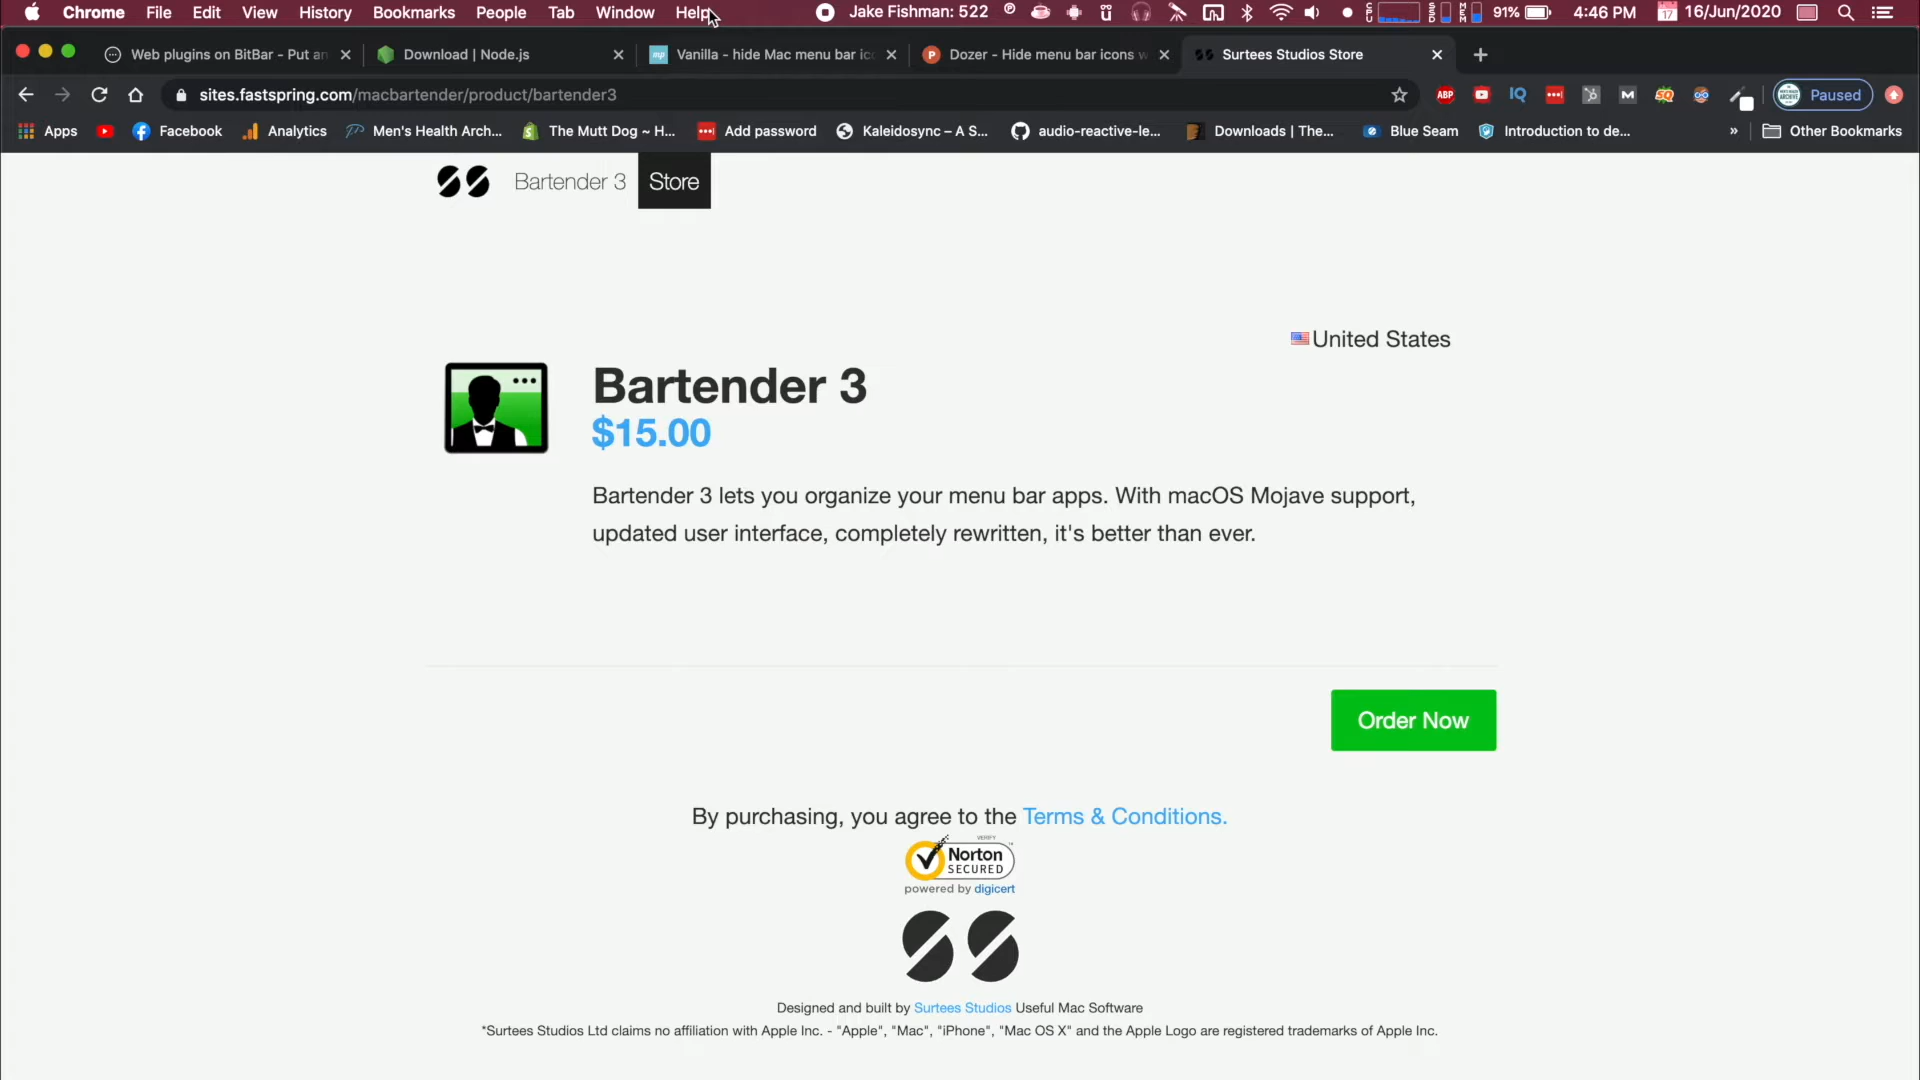 Chrome File Edit View History Bookmarks People Tab Window Help Jake Fishman: 522 91% 4:46 PM 16/Jun/2020
Web plugins on BitBar - Put an Download | Node.js Vanilla - hide Mac menu bar ic Dozer - Hide menu bar icons w Surtees Studios Store
sites.fastspring.com/macbartender/product/bartender3 ABP IQ Paused
Apps Facebook Analytics Men's Health Arch... The Mutt Dog ~ H... Add password Kaleidosync – A S... audio-reactive-le... Downloads | The... Blue Seam Introduction to de... » Other Bookmarks
Bartender 3 Store
United States
Bartender 3
$15.00
Bartender 3 lets you organize your menu bar apps. With macOS Mojave support,
updated user interface, completely rewritten, it's better than ever.
Order Now
By purchasing, you agree to the Terms & Conditions.
VERIFY
Norton
SECURED
powered by digicert
Designed and built by Surtees Studios Useful Mac Software
*Surtees Studios Ltd claims no affiliation with Apple Inc. - "Apple", "Mac", "iPhone", "Mac OS X" and the Apple Logo are registered trademarks of Apple Inc.